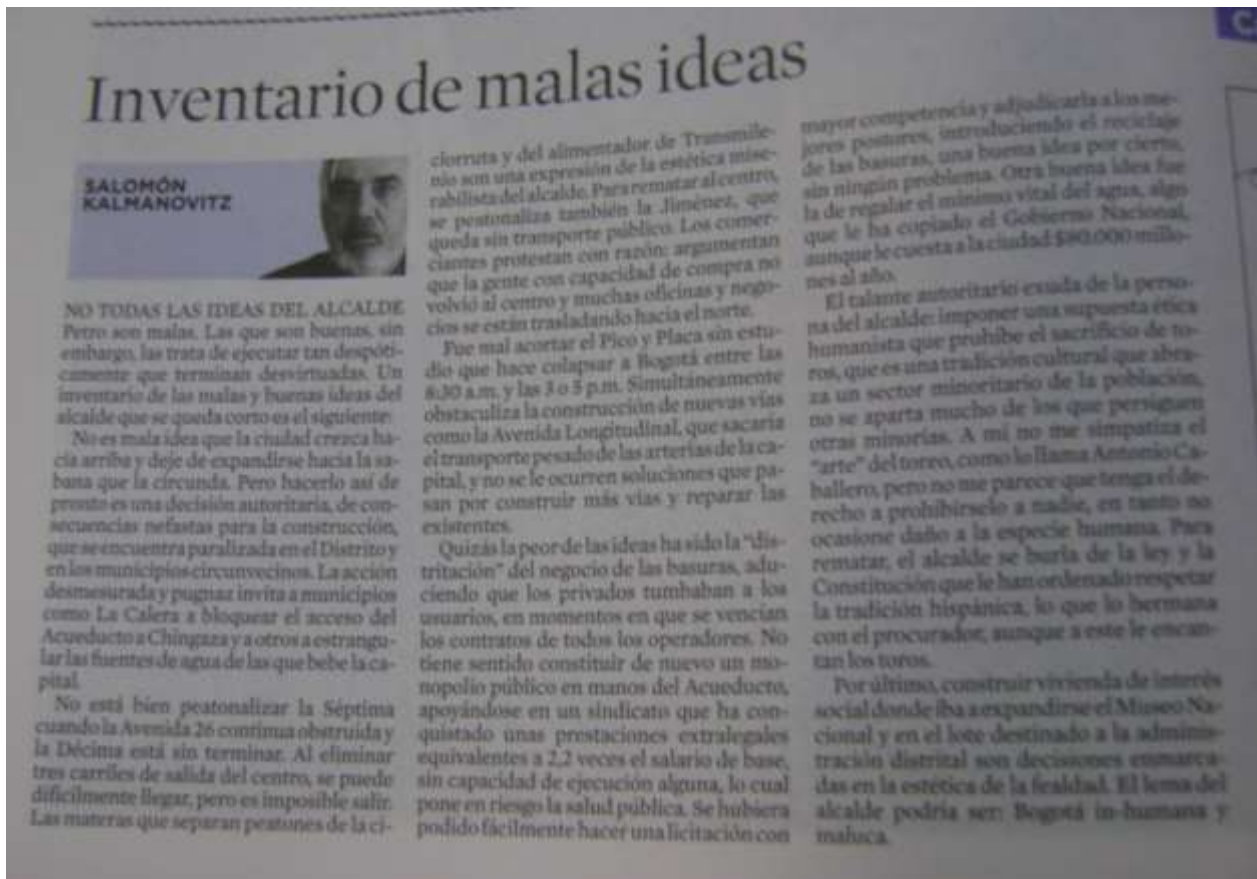 Inventario de malas ideas
SALOMÓN
KALMANOVITZ
NO TODAS LAS IDEAS DEL ALCALDE
Petro son malas. Las que son buenas, sin
embargo, las trata de ejecutar tan despóti-
camente que terminan desvirtuadas. Un
inventario de las malas y buenas ideas del
alcalde que se queda corto es el siguiente:
No es mala idea que la ciudad crezca ha-
cia arriba y deje de expandirse hacia la sa-
bana que la circunda. Pero hacerlo así de
pronto es una decisión autoritaria, de con-
secuencias nefastas para la construcción,
que se encuentra paralizada en el Distrito y
en los municipios circunvecinos. La acción
desmesurada y pugnaz invita a municipios
como La Calera a bloquear el acceso del
Acueducto a Chingaza y a otros a estrangu-
lar las fuentes de agua de las que bebe la ca-
pital.
No está bien peatonalizar la Séptima
cuando la Avenida 26 continua obstruida y
la Décima está sin terminar. Al eliminar
tres carriles de salida del centro, se puede
difícilmente llegar, pero es imposible salir.
Las materas que separan peatones de la ci-
clorruta y del alimentador de Transmile-
nio son una expresión de la estética mise-
rabilista del alcalde. Para rematar al centro,
se peatonaliza también la Jiménez, que
queda sin transporte público. Los comer-
ciantes protestan con razón: argumentan
que la gente con capacidad de compra no
volvió al centro y muchas oficinas y nego-
cios se están trasladando hacia el norte.
Fue mal acortar el Pico y Placa sin estu-
dio que hace colapsar a Bogotá entre las
8:30 a.m. y las 3 o 5 p.m. Simultáneamente
obstaculiza la construcción de nuevas vías
como la Avenida Longitudinal, que sacaría
el transporte pesado de las arterias de la ca-
pital, y no se le ocurren soluciones que pa-
san por construir más vías y reparar las
existentes.
Quizás la peor de las ideas ha sido la "dis-
tritación" del negocio de las basuras, adu-
ciendo que los privados tumbaban a los
usuarios, en momentos en que se vencían
los contratos de todos los operadores. No
tiene sentido constituir de nuevo un mo-
nopolio público en manos del Acueducto,
apoyándose en un sindicato que ha con-
quistado unas prestaciones extralegales
equivalentes a 2,2 veces el salario de base,
sin capacidad de ejecución alguna, lo cual
pone en riesgo la salud pública. Se hubiera
podido fácilmente hacer una licitación con
mayor competencia y adjudicarla a los me-
jores postores, introduciendo el reciclaje
de las basuras, una buena idea por cierto,
sin ningún problema. Otra buena idea fue
la de regalar el mínimo vital del agua, algo
que le ha copiado el Gobierno Nacional,
aunque le cuesta a la ciudad $80.000 millo-
nes al año.
El talante autoritario exuda de la perso-
na del alcalde: imponer una supuesta ética
humanista que prohíbe el sacrificio de to-
ros, que es una tradición cultural que abra-
za un sector minoritario de la población,
no se aparta mucho de los que persiguen
otras minorías. A mí no me simpatiza el
"arte" del toreo, como lo llama Antonio Ca-
ballero, pero no me parece que tenga el de-
recho a prohibírselo a nadie, en tanto no
ocasione daño a la especie humana. Para
rematar, el alcalde se burla de la ley y la
Constitución que le han ordenado respetar
la tradición hispánica, lo que lo hermana
con el procurador, aunque a este le encan-
tan los toros.
Por último, construir vivienda de interés
social donde iba a expandirse el Museo Na-
cional y en el lote destinado a la adminis-
tración distrital son decisiones enmarca-
das en la estética de la fealdad. El lema del
alcalde podría ser: Bogotá in-humana y
maluca.